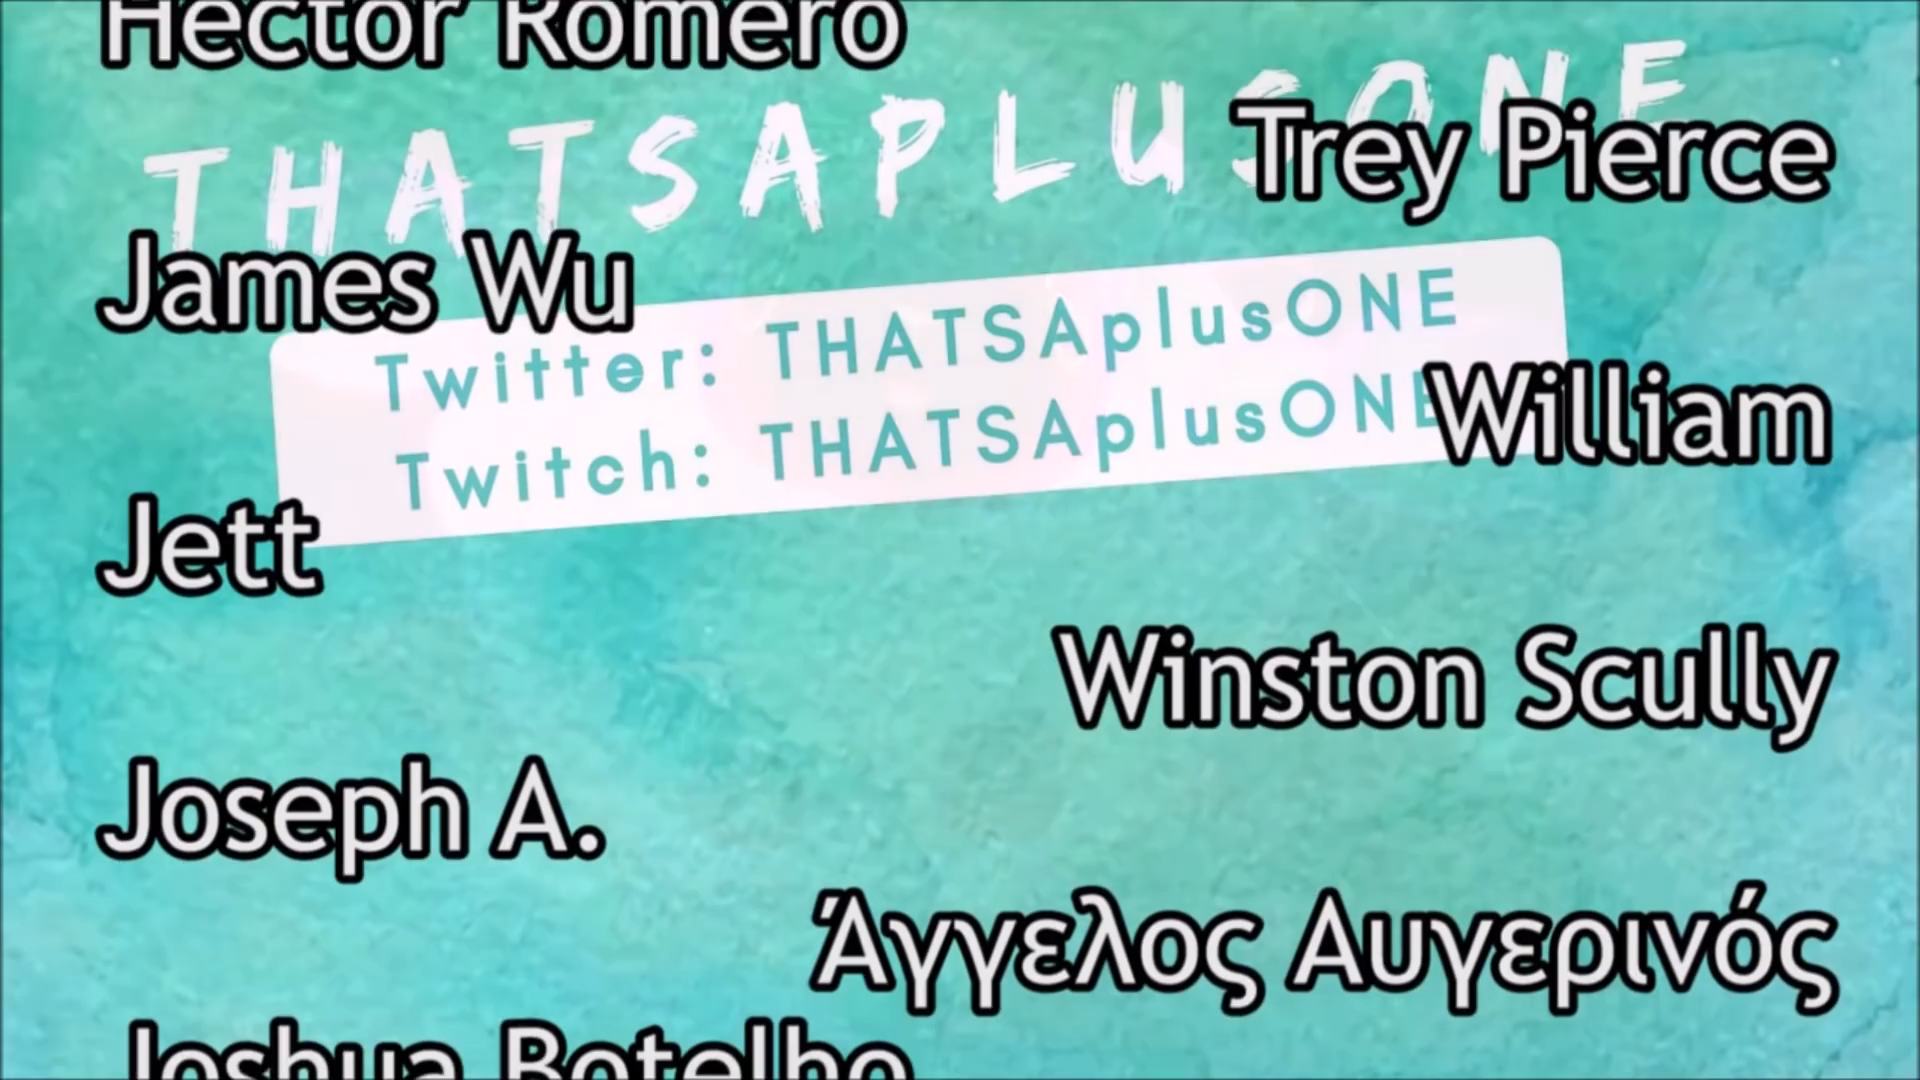 Hector Romero
THATSAPLUSONE
Trey Pierce
James Wu
Twitter: THATSAplusONE
Twitch: THATSAplusONE
William
Jett
Winston Scully
Joseph A.
Άγγελος Αυγερινός
Joshua Botelho